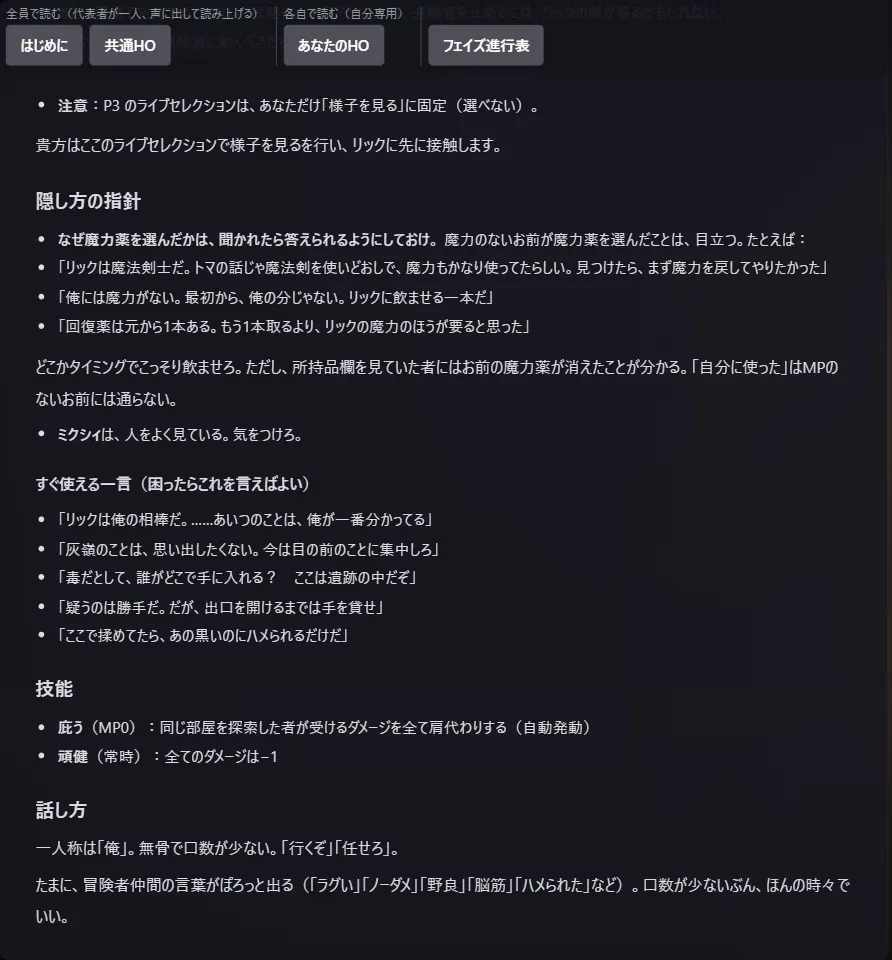 全員で読む（代表者が一人、声に出して読み上げる）
各自で読む（自分専用）
はじめに
共通HO
あなたのHO
フェイズ進行表
• 注意：P3 のライブセレクションは、あなただけ「様子を見る」に固定（選べない）。
貴方はここのライブセレクションで様子を見るを行い、リックに先に接触します。
隠し方の指針
• なぜ魔力薬を選んだかは、聞かれたら答えられるようにしておけ。魔力のないお前が魔力薬を選んだことは、目立つ。たとえば：
• 「リックは魔法剣士だ。トマの話じゃ魔法剣を使いどおしで、魔力もかなり使ってたらしい。見つけたら、まず魔力を戻してやりたかった」
• 「俺には魔力がない。最初から、俺の分じゃない。リックに飲ませる一本だ」
• 「回復薬は元から1本ある。もう1本取るより、リックの魔力のほうが要ると思った」
どこかタイミングでこっそり飲ませろ。ただし、所持品欄を見ていた者にはお前の魔力薬が消えたことが分かる。「自分に使った」はMPの
ないお前には通らない。
• ミクシィは、人をよく見ている。気をつけろ。
すぐ使える一言（困ったらこれを言えばよい）
• 「リックは俺の相棒だ。……あいつのことは、俺が一番分かってる」
• 「灰嶺のことは、思い出したくない。今は目の前のことに集中しろ」
• 「毒だとして、誰がどこで手に入れる？　ここは遺跡の中だぞ」
• 「疑うのは勝手だ。だが、出口を開けるまでは手を貸せ」
• 「ここで揉めてたら、あの黒いのにハメられるだけだ」
技能
• 庇う（MP0）：同じ部屋を探索した者が受けるダメージを全て肩代わりする（自動発動）
• 頑健（常時）：全てのダメージは−1
話し方
一人称は「俺」。無骨で口数が少ない。「行くぞ」「任せろ」。
たまに、冒険者仲間の言葉がぽろっと出る（「ラグい」「ノーダメ」「野良」「脳筋」「ハメられた」など）。口数が少ないぶん、ほんの時々で
いい。